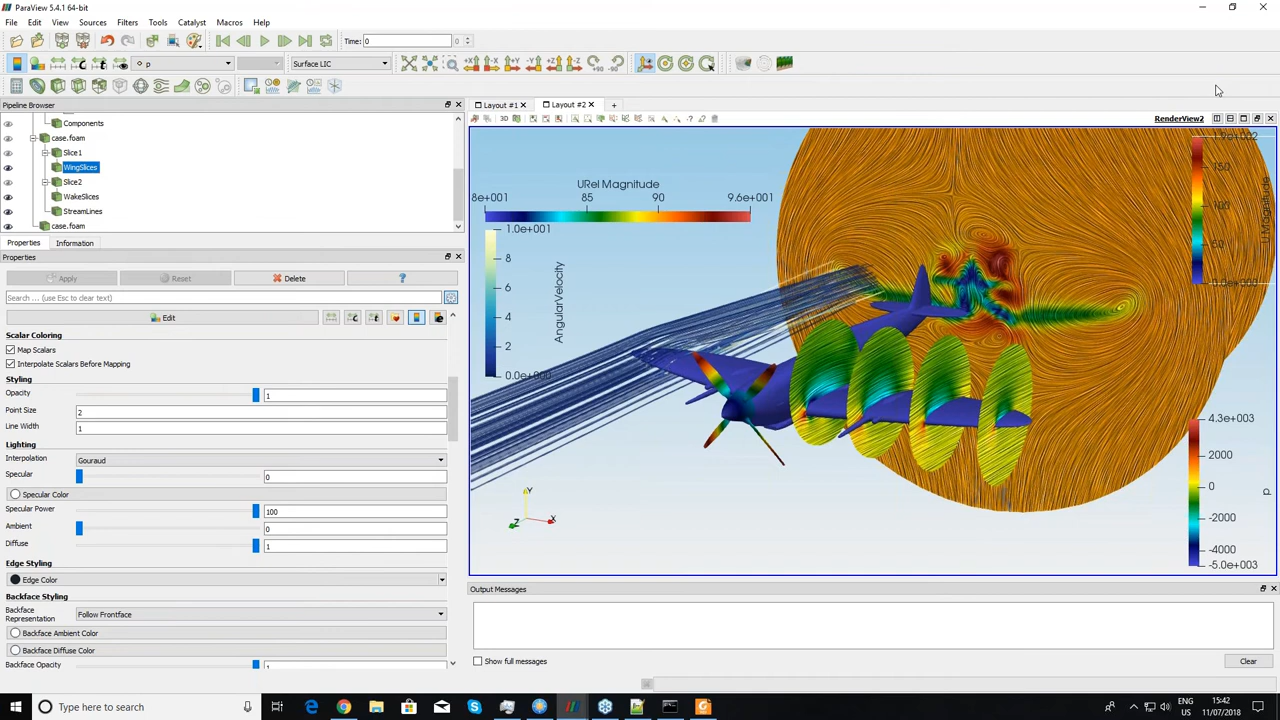 ParaView 5.4.1 64-bit
File Edit View Sources Filters Tools Catalyst Macros Help
Time: 0
p
Surface LIC
+X -X +Y -Y +Z -Z +90 -90
Pipeline Browser
Components
case.foam
Slice1
WingSlices
Slice2
WakeSlices
StreamLines
case.foam
Properties Information
Properties
Apply Reset Delete ?
Search ... (use Esc to clear text)
Edit
Scalar Coloring
Map Scalars
Interpolate Scalars Before Mapping
Styling
Opacity 1
Point Size 2
Line Width 1
Lighting
Interpolation Gouraud
Specular 0
Specular Color
Specular Power 100
Ambient 0
Diffuse 1
Edge Styling
Edge Color
Backface Styling
Backface Representation Follow Frontface
Backface Ambient Color
Backface Diffuse Color
Backface Opacity 1
Layout #1 Layout #2 +
3D
RenderView2
URel Magnitude
8e+001 85 90 9.6e+001
1.0e+001
8
6
4
2
0.0e+000
AngularVelocity
150
100
4.3e+003
2000
0
-2000
-4000
-5.0e+003
p
Y
Z X
Output Messages
Show full messages
Clear
Type here to search
ENG
US
15:42
11/07/2018